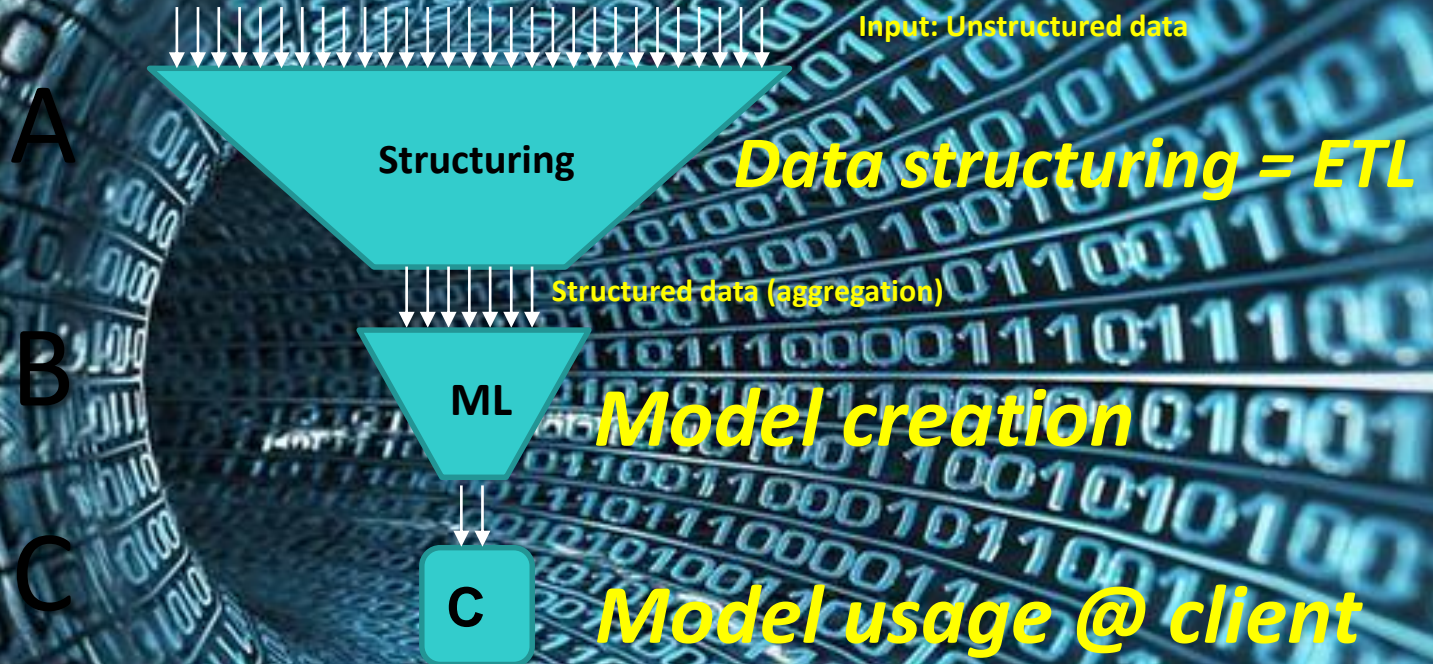 Input: Unstructured data
A
Structuring
Data structuring = ETL
Structured data (aggregation)
B
ML
Model creation
C
C
Model usage @ client